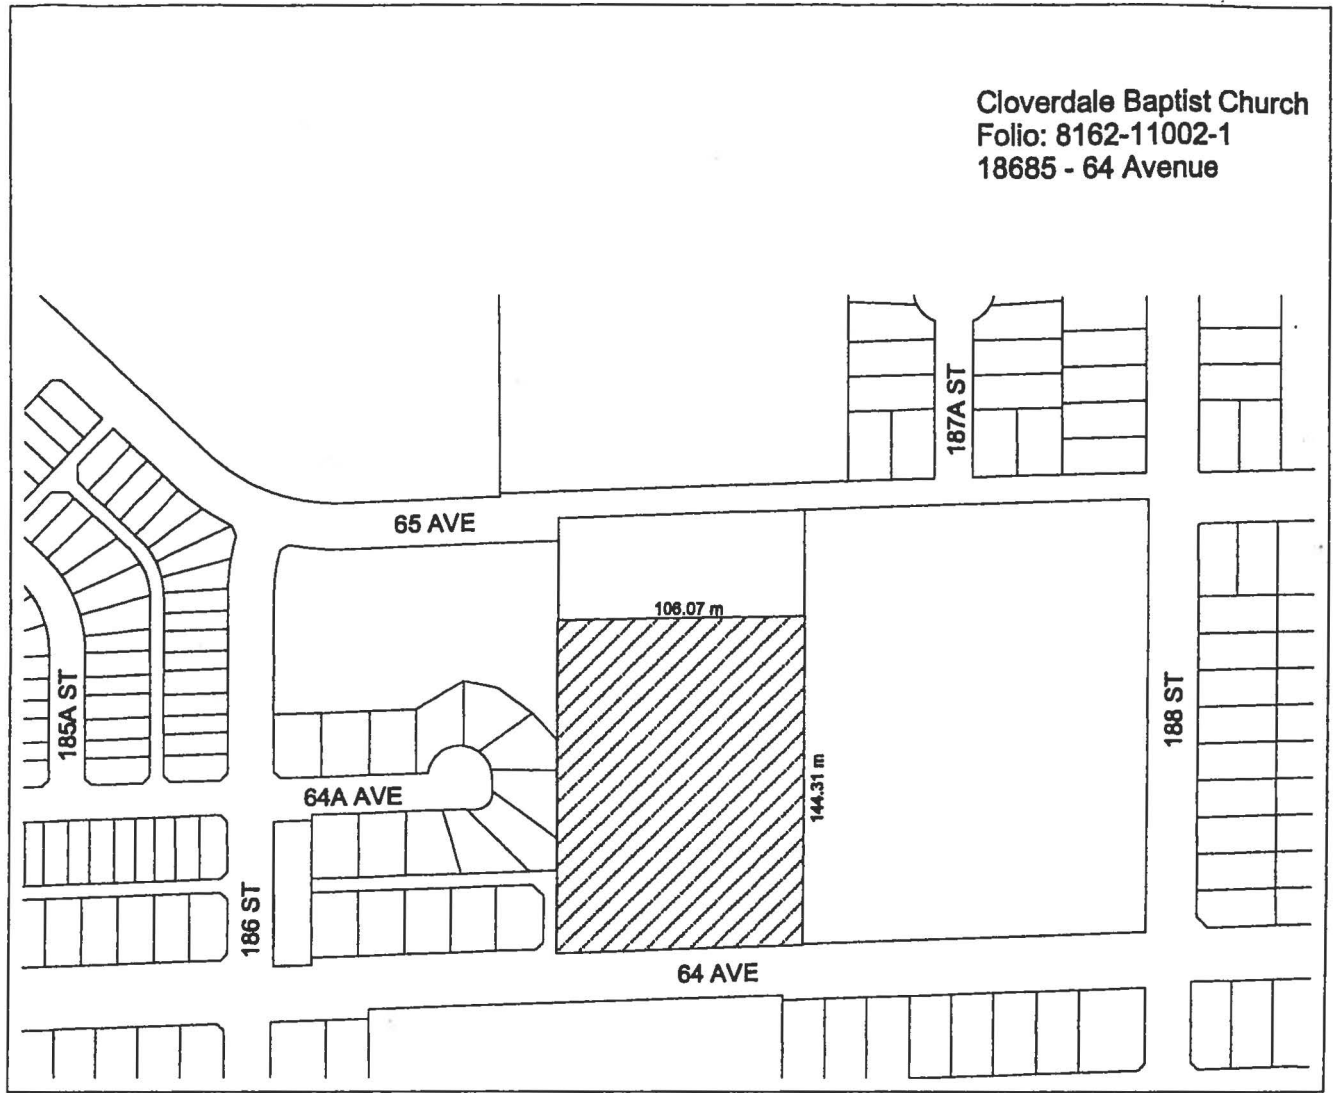 Cloverdale Baptist Church
Folio: 8162-11002-1
18685 - 64 Avenue
187A ST
65 AVE
106.07 m
185A ST
188 ST
144.31 m
64A AVE
186 ST
64 AVE